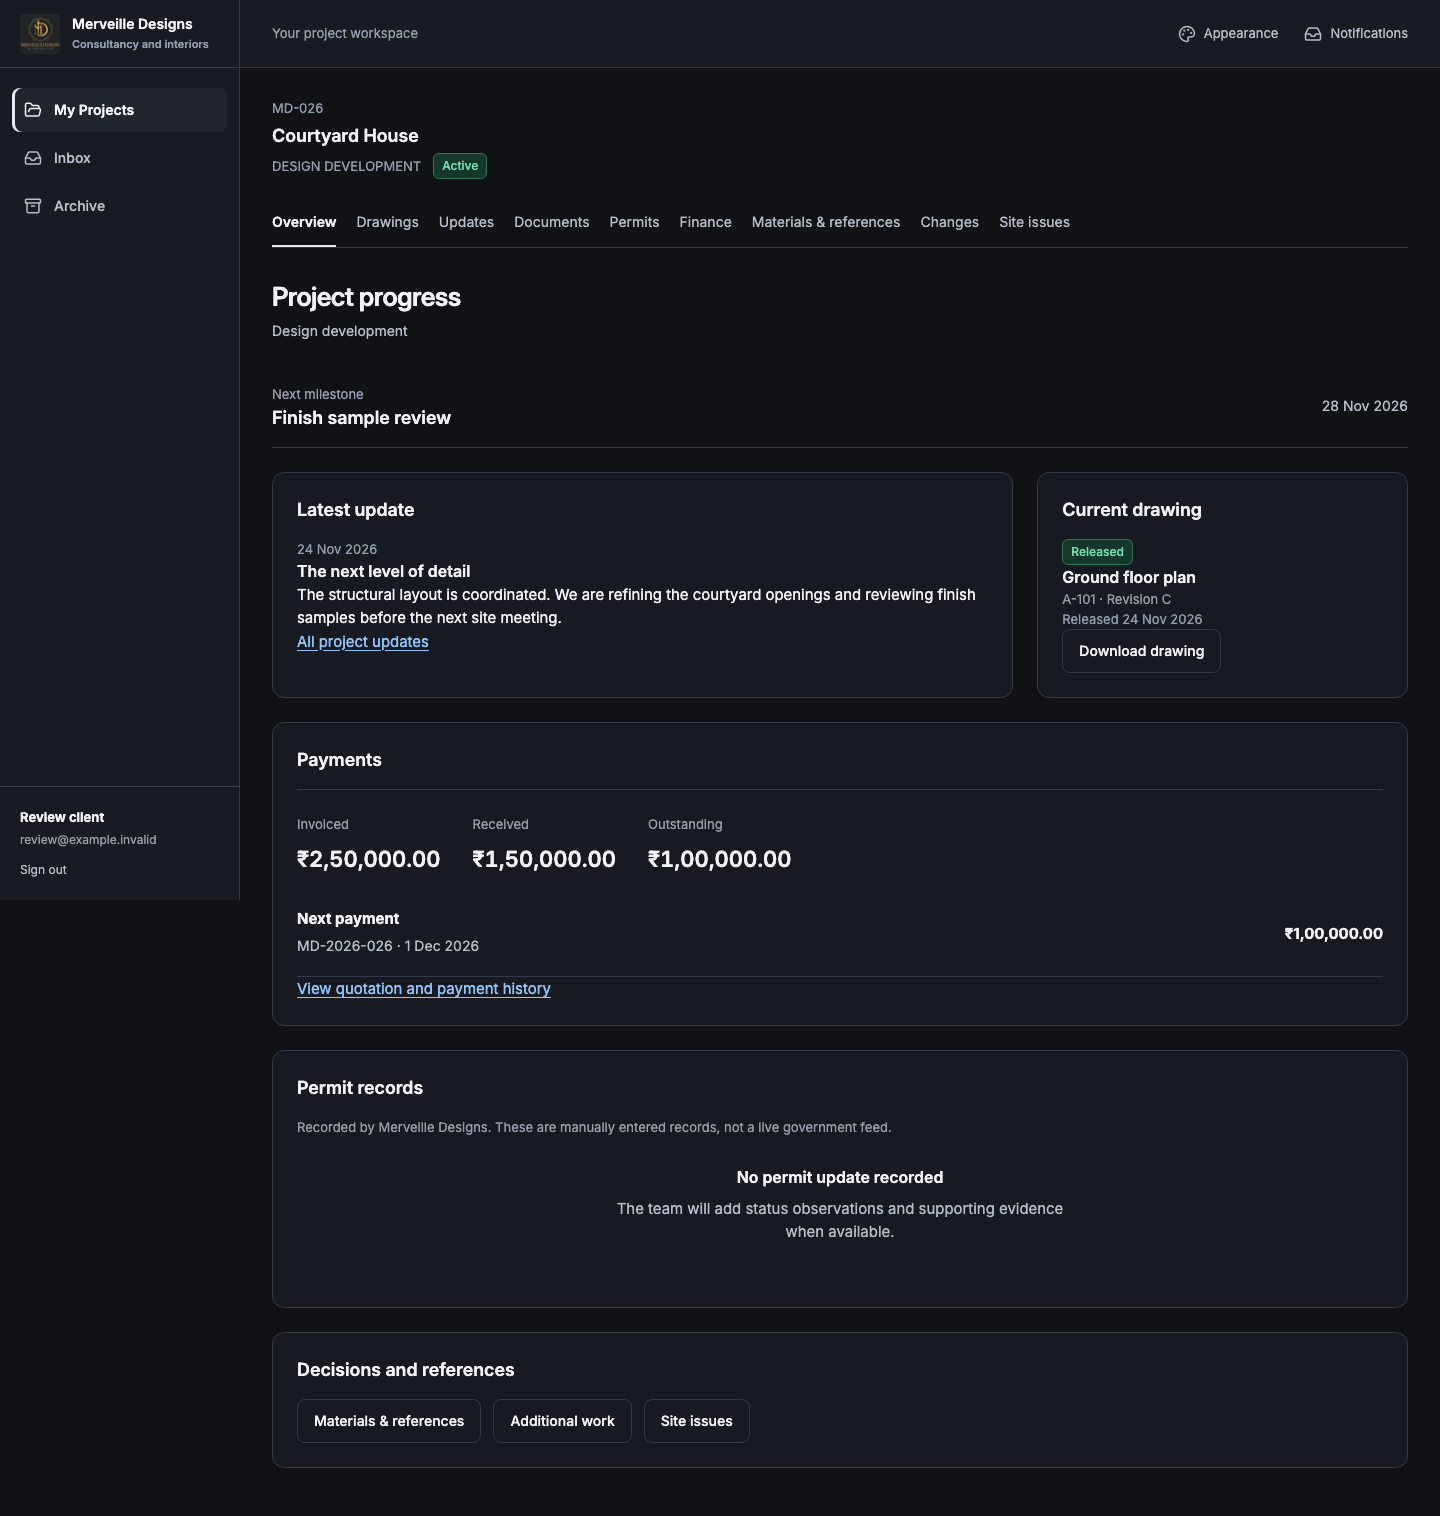 Merveille Designs
Consultancy and interiors
Your project workspace
Appearance
Notifications
My Projects
Inbox
Archive
MD-026
Courtyard House
DESIGN DEVELOPMENT Active
Overview Drawings Updates Documents Permits Finance Materials & references Changes Site issues
Project progress
Design development
Next milestone
Finish sample review
28 Nov 2026
Latest update
24 Nov 2026
The next level of detail
The structural layout is coordinated. We are refining the courtyard openings and reviewing finish
samples before the next site meeting.
All project updates
Current drawing
Released
Ground floor plan
A-101 · Revision C
Released 24 Nov 2026
Download drawing
Payments
Invoiced Received Outstanding
₹2,50,000.00 ₹1,50,000.00 ₹1,00,000.00
Next payment
MD-2026-026 · 1 Dec 2026
₹1,00,000.00
View quotation and payment history
Review client
review@example.invalid
Sign out
Permit records
Recorded by Merveille Designs. These are manually entered records, not a live government feed.
No permit update recorded
The team will add status observations and supporting evidence
when available.
Decisions and references
Materials & references Additional work Site issues